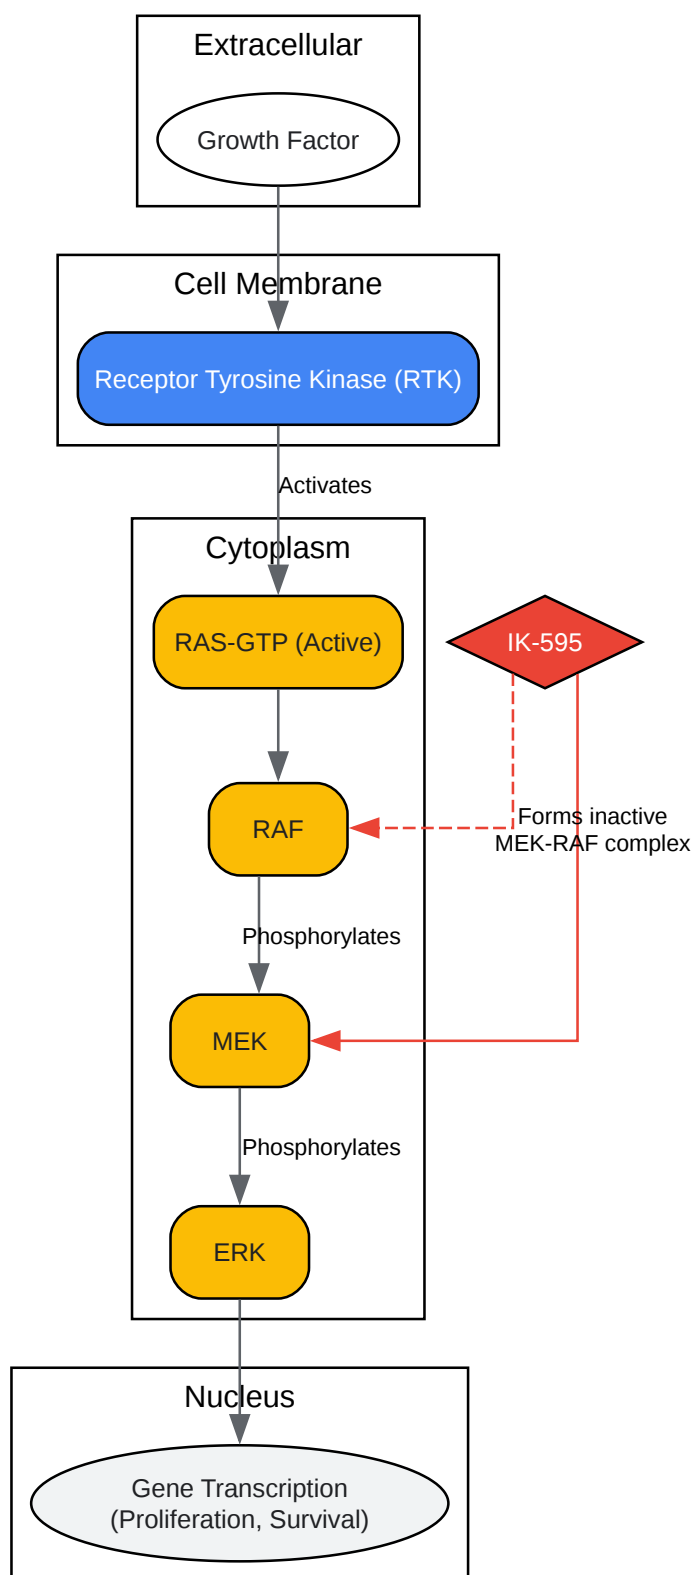 Extracellular
Growth Factor
Cell Membrane
Receptor Tyrosine Kinase (RTK)
Activates
Cytoplasm
RAS-GTP (Active)
IK-595
RAF
Forms inactive
MEK-RAF complex
Phosphorylates
MEK
Phosphorylates
ERK
Nucleus
Gene Transcription
(Proliferation, Survival)